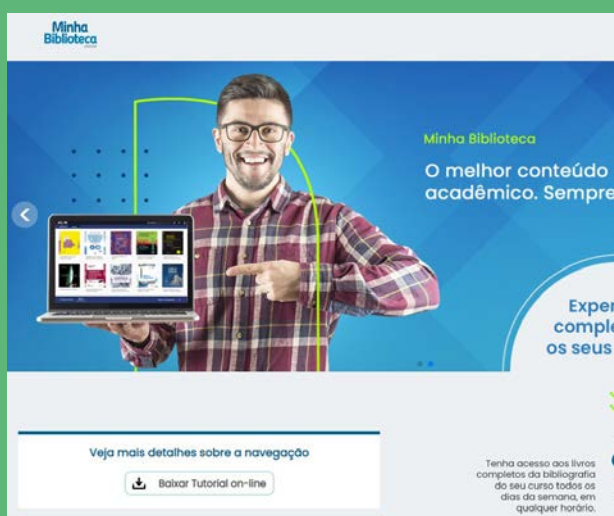 Minha
Biblioteca
Minha Biblioteca
O melhor conteúdo
acadêmico. Sempre
Exper
comple
os seus
Veja mais detalhes sobre a navegação
Baixar Tutorial on-line
Tenha acesso aos livros
completos da bibliografia
do seu curso todos os
dias da semana, em
qualquer horário.